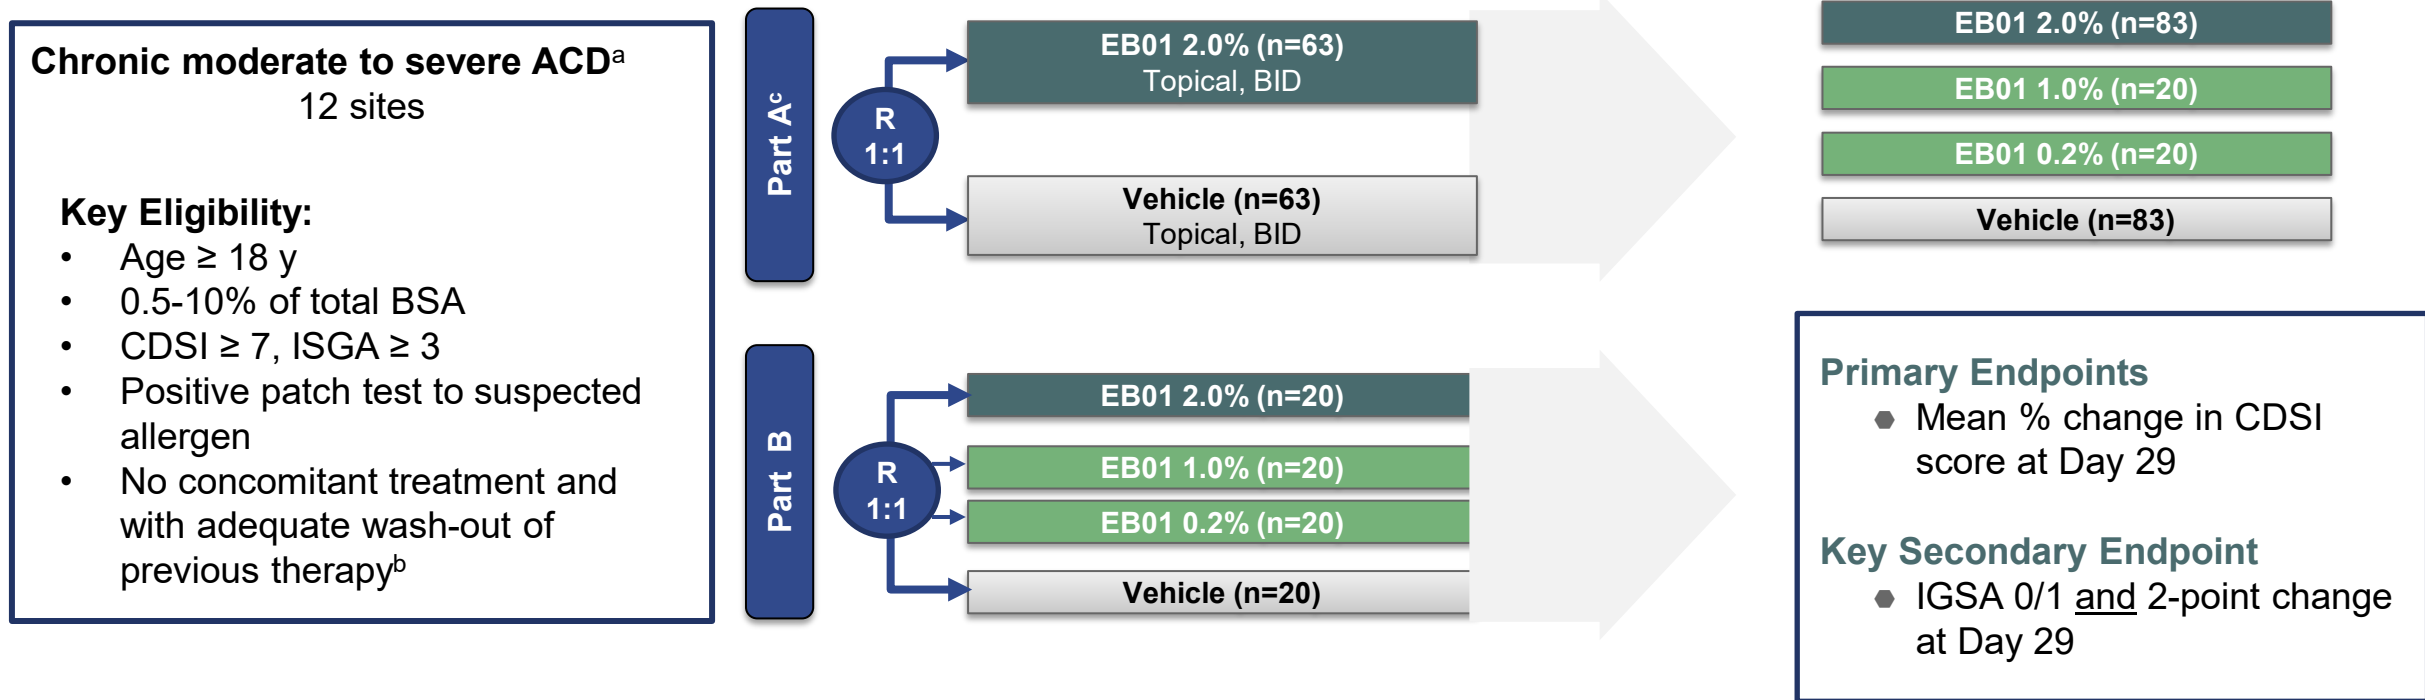 Chronic moderate to severe ACDᵃ
12 sites
Key Eligibility:
• Age ≥ 18 y
• 0.5-10% of total BSA
• CDSI ≥ 7, ISGA ≥ 3
• Positive patch test to suspected
allergen
• No concomitant treatment and
with adequate wash-out of
previous therapyᵇ
Part Aᶜ
R
1:1
EB01 2.0% (n=63)
Topical, BID
Vehicle (n=63)
Topical, BID
Part B
R
1:1
EB01 2.0% (n=20)
EB01 1.0% (n=20)
EB01 0.2% (n=20)
Vehicle (n=20)
EB01 2.0% (n=83)
EB01 1.0% (n=20)
EB01 0.2% (n=20)
Vehicle (n=83)
Primary Endpoints
Mean % change in CDSI
score at Day 29
Key Secondary Endpoint
IGSA 0/1 and 2-point change
at Day 29